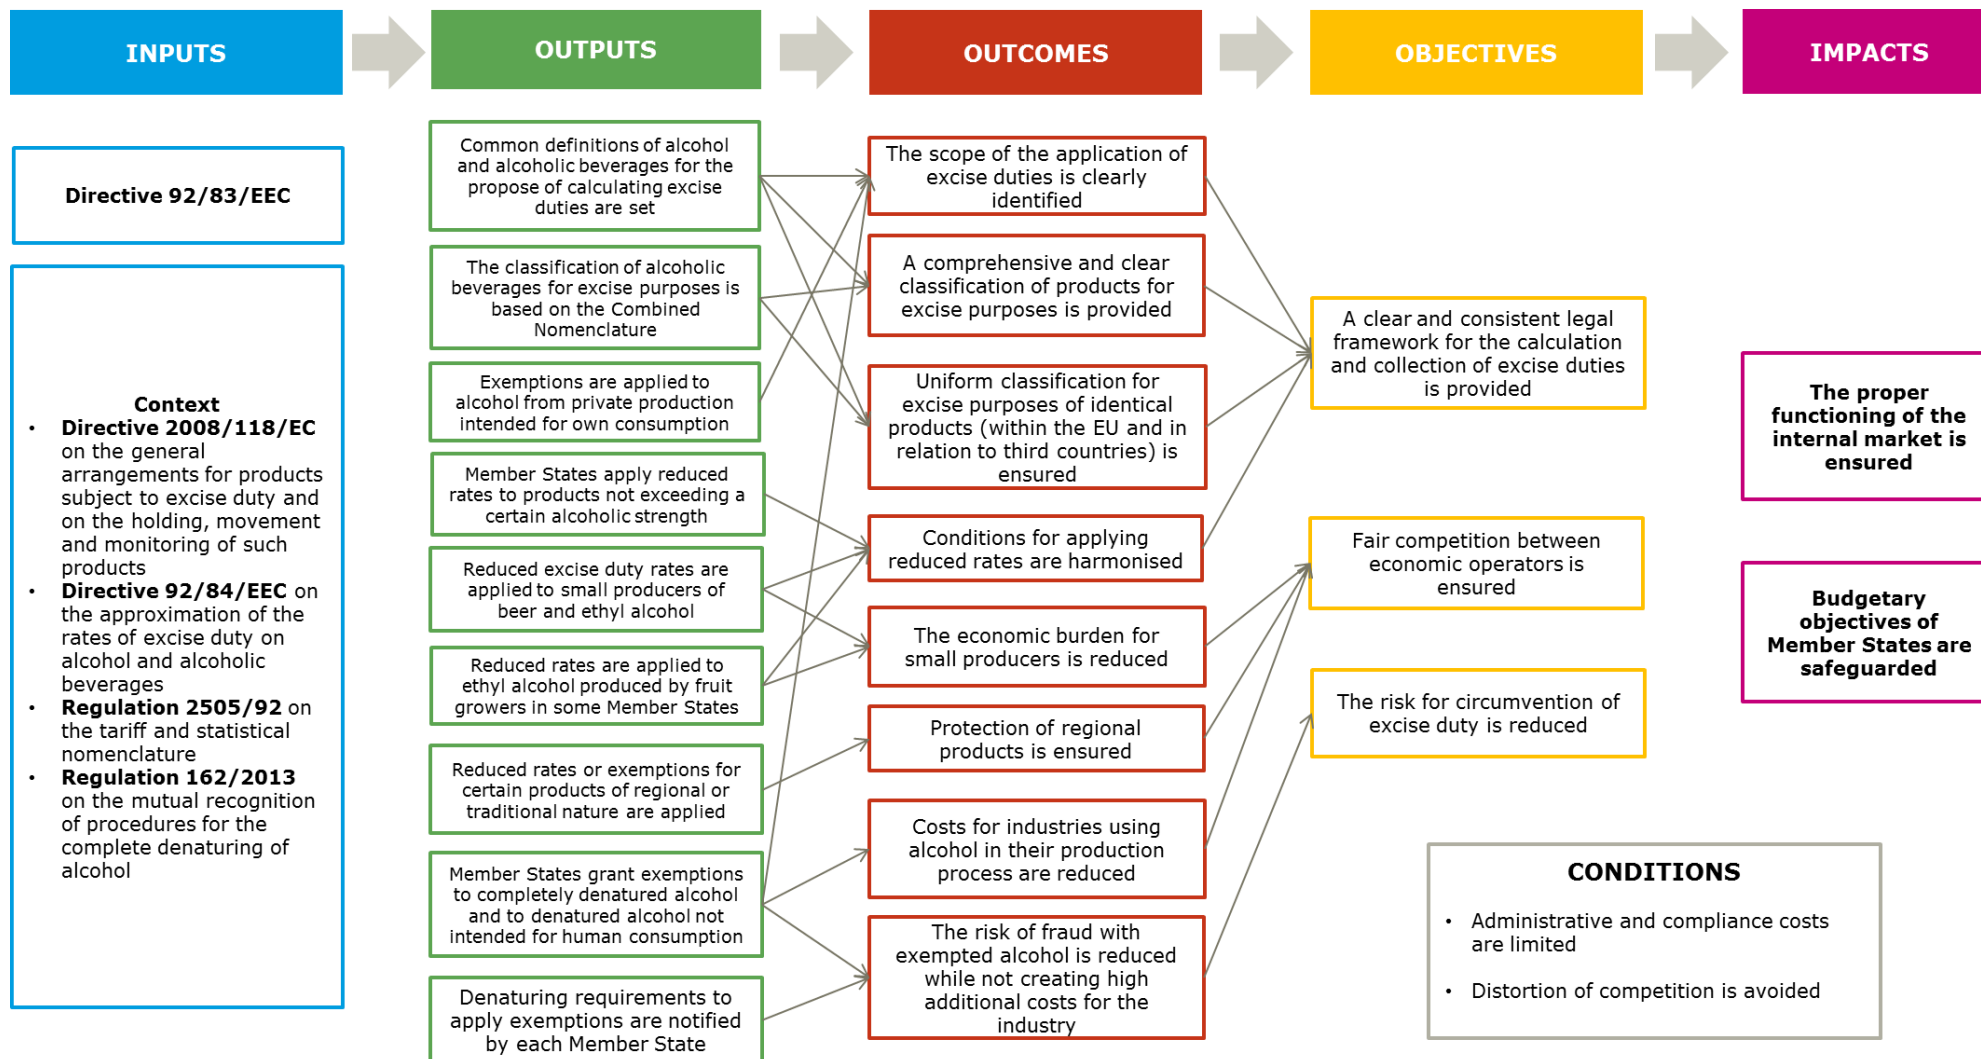 INPUTS
OUTPUTS
OUTCOMES
OBJECTIVES
IMPACTS
Directive 92/83/EEC
Context
• Directive 2008/118/EC
on the general
arrangements for products
subject to excise duty and
on the holding, movement
and monitoring of such
products
• Directive 92/84/EEC on
the approximation of the
rates of excise duty on
alcohol and alcoholic
beverages
• Regulation 2505/92 on
the tariff and statistical
nomenclature
• Regulation 162/2013
on the mutual recognition
of procedures for the
complete denaturing of
alcohol
Common definitions of alcohol
and alcoholic beverages for the
propose of calculating excise
duties are set
The classification of alcoholic
beverages for excise purposes is
based on the Combined
Nomenclature
Exemptions are applied to
alcohol from private production
intended for own consumption
Member States apply reduced
rates to products not exceeding a
certain alcoholic strength
Reduced excise duty rates are
applied to small producers of
beer and ethyl alcohol
Reduced rates are applied to
ethyl alcohol produced by fruit
growers in some Member States
Reduced rates or exemptions for
certain products of regional or
traditional nature are applied
Member States grant exemptions
to completely denatured alcohol
and to denatured alcohol not
intended for human consumption
Denaturing requirements to
apply exemptions are notified
by each Member State
The scope of the application of
excise duties is clearly
identified
A comprehensive and clear
classification of products for
excise purposes is provided
Uniform classification for
excise purposes of identical
products (within the EU and in
relation to third countries) is
ensured
Conditions for applying
reduced rates are harmonised
The economic burden for
small producers is reduced
Protection of regional
products is ensured
Costs for industries using
alcohol in their production
process are reduced
The risk of fraud with
exempted alcohol is reduced
while not creating high
additional costs for the
industry
A clear and consistent legal
framework for the calculation
and collection of excise duties
is provided
Fair competition between
economic operators is
ensured
The risk for circumvention of
excise duty is reduced
The proper
functioning of the
internal market is
ensured
Budgetary
objectives of
Member States are
safeguarded
CONDITIONS
• Administrative and compliance costs
are limited
• Distortion of competition is avoided